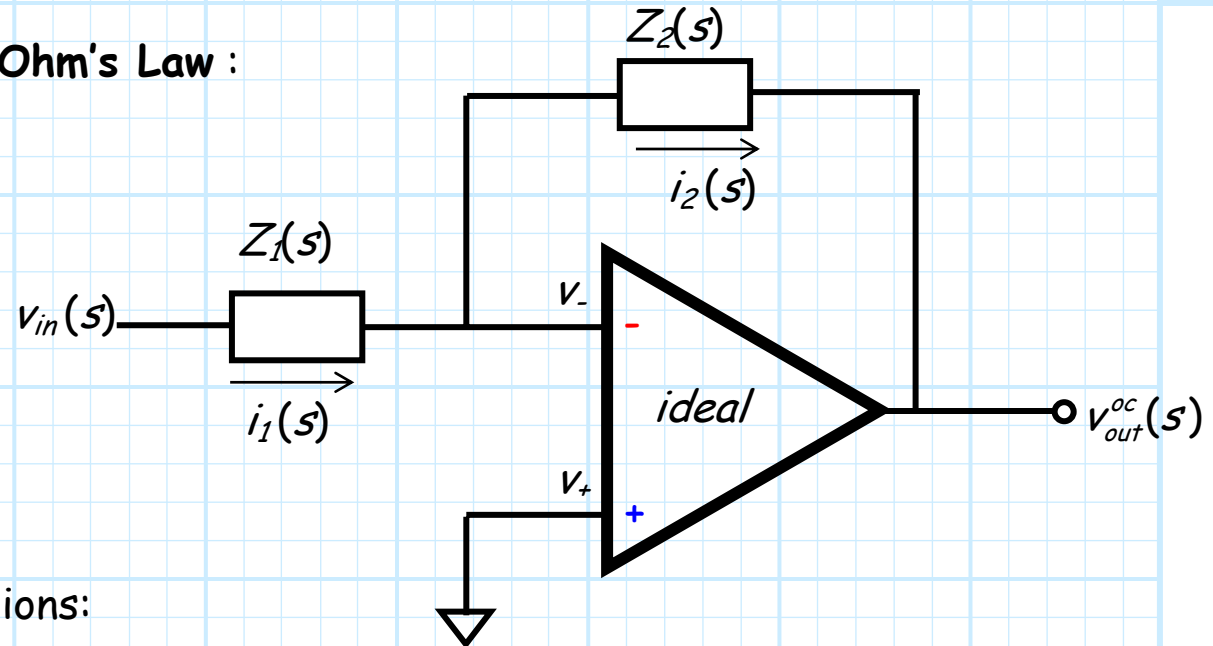 Ohm's Law :
Z₂(s)
i₂(s)
Z₁(s)
vᵢₙ(s)
i₁(s)
v₋
-
ideal
v₊
+
v_out^oc(s)
ions: